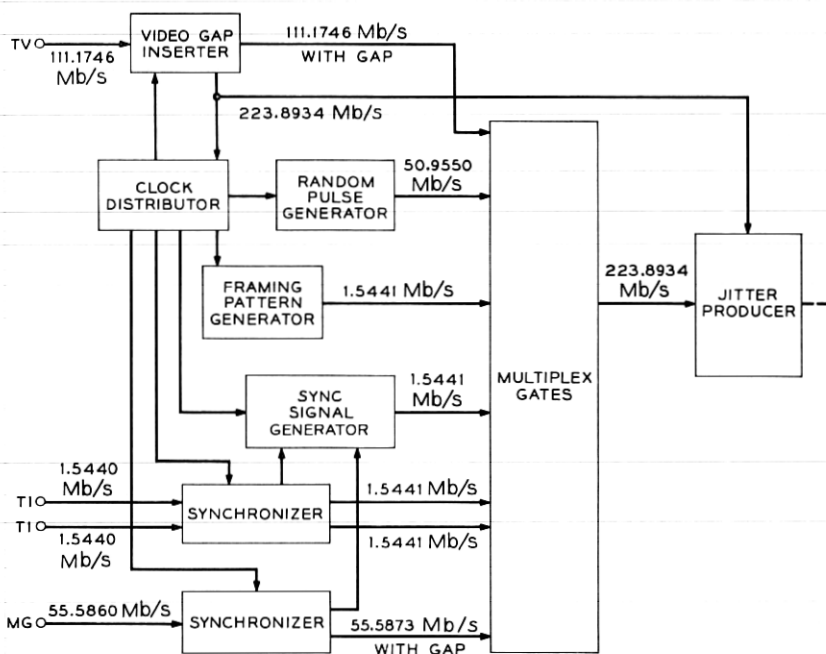 TV
111.1746
Mb/s
VIDEO GAP
INSERTER
111.1746 Mb/s
WITH GAP
223.8934 Mb/s
CLOCK
DISTRIBUTOR
RANDOM
PULSE
GENERATOR
50.9550
Mb/s
FRAMING
PATTERN
GENERATOR
1.5441 Mb/s
223.8934
Mb/s
JITTER
PRODUCER
MULTIPLEX
GATES
SYNC
SIGNAL
GENERATOR
1.5441
Mb/s
1.5440
Mb/s
T1
T1
1.5440
Mb/s
SYNCHRONIZER
1.5441 Mb/s
1.5441 Mb/s
MG
55.5860 Mb/s
SYNCHRONIZER
55.5873 Mb/s
WITH GAP